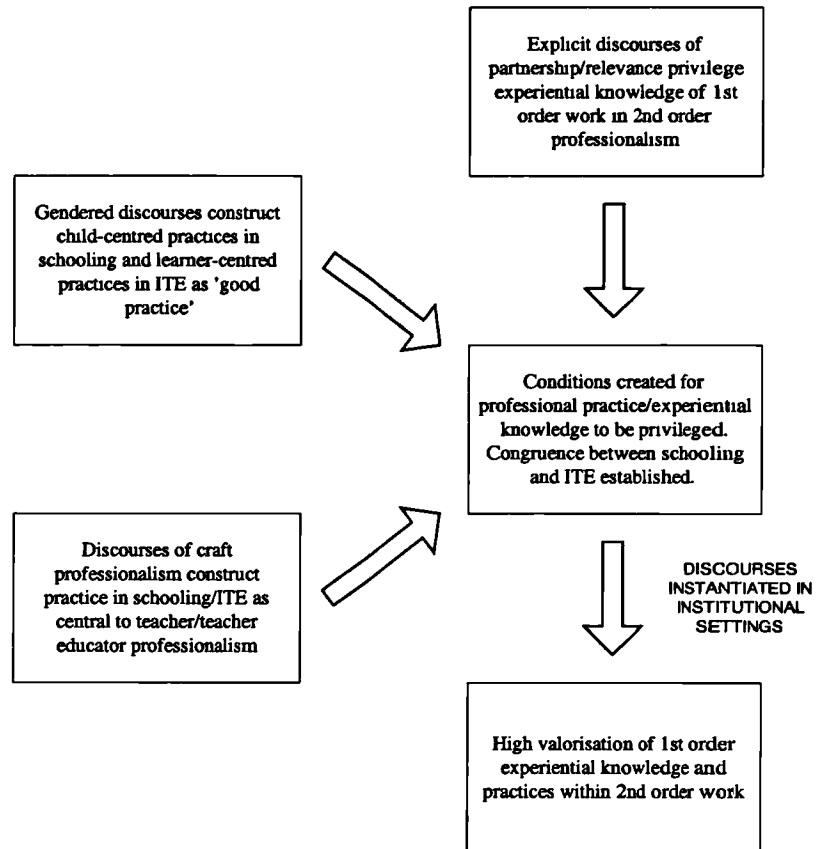 Explicit discourses of
partnership/relevance privilege
experiential knowledge of 1st
order work in 2nd order
professionalism
Gendered discourses construct
child-centred practices in
schooling and learner-centred
practices in ITE as 'good
practice'
Conditions created for
professional practice/experiential
knowledge to be privileged.
Congruence between schooling
and ITE established.
Discourses of craft
professionalism construct
practice in schooling/ITE as
central to teacher/teacher
educator professionalism
DISCOURSES
INSTANTIATED IN
INSTITUTIONAL
SETTINGS
High valorisation of 1st order
experiential knowledge and
practices within 2nd order work